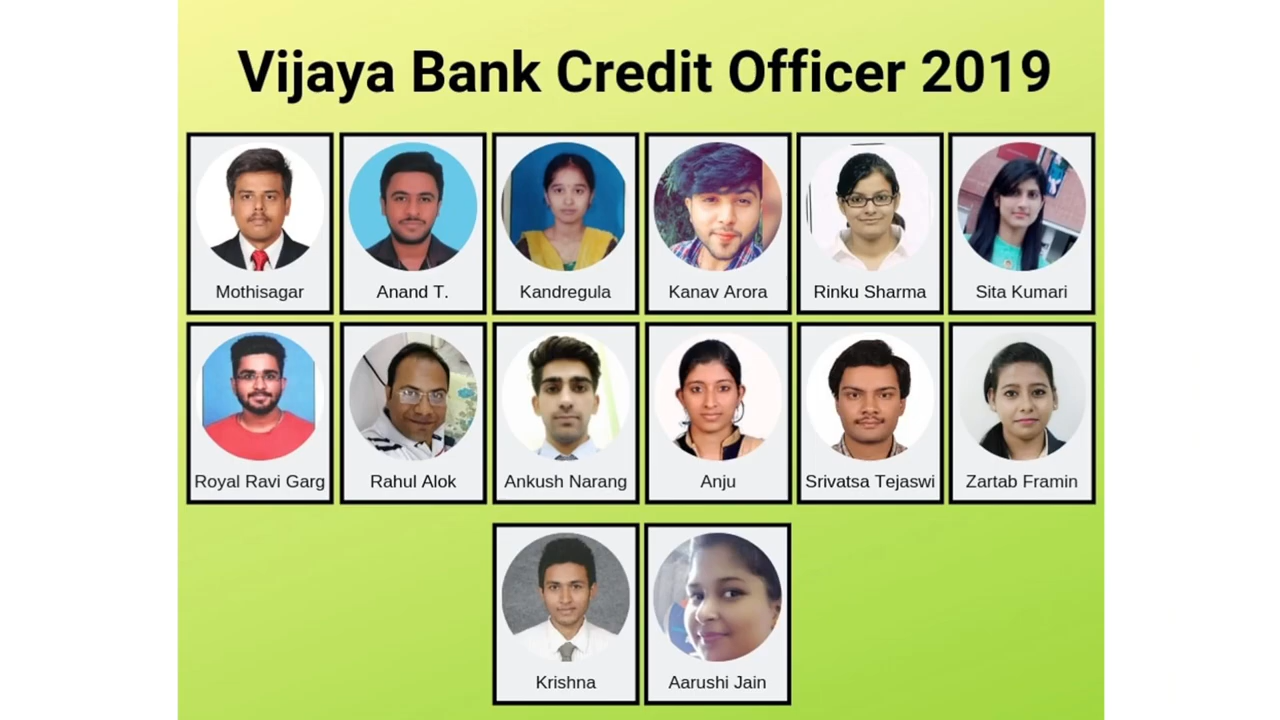 Vijaya Bank Credit Officer 2019
Mothisagar
Anand T.
Kandregula
Kanav Arora
Rinku Sharma
Sita Kumari
Royal Ravi Garg
Rahul Alok
Ankush Narang
Anju
Srivatsa Tejaswi
Zartab Framin
Krishna
Aarushi Jain